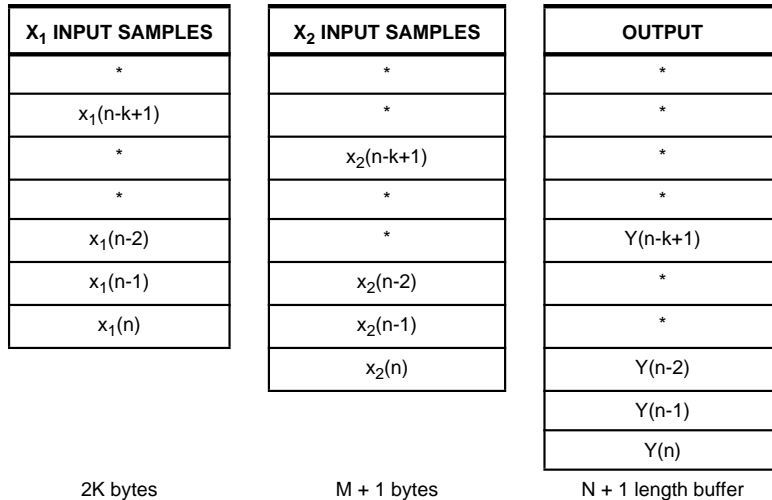 X1 INPUT SAMPLES X2 INPUT SAMPLES OUTPUT
* * *
x1(n-k+1) * *
* x2(n-k+1) *
* * *
x1(n-2) * Y(n-k+1)
x1(n-1) x2(n-2) *
x1(n) x2(n-1) *
x2(n) Y(n-2)
Y(n-1)
Y(n)
2K bytes M + 1 bytes N + 1 length buffer